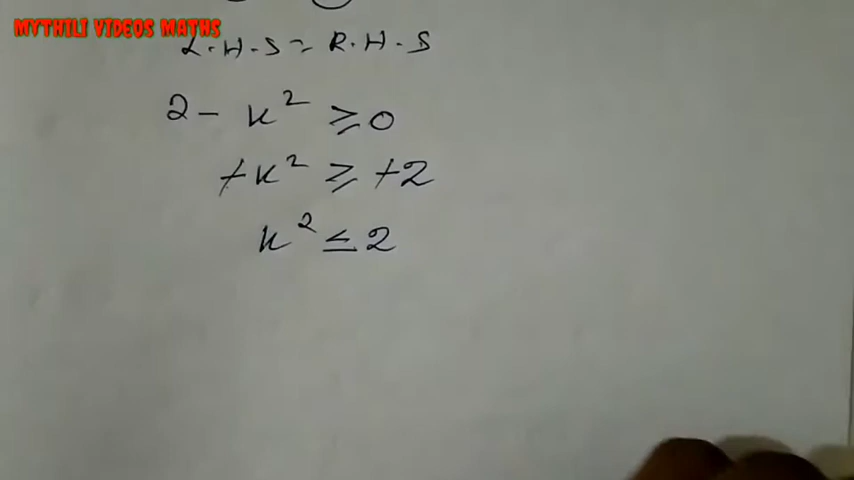 MYTHILI VIDEOS MATHS
L.H.S = R.H.S
2 - k² ≥ 0
+k² ≥ +2
k² ≤ 2